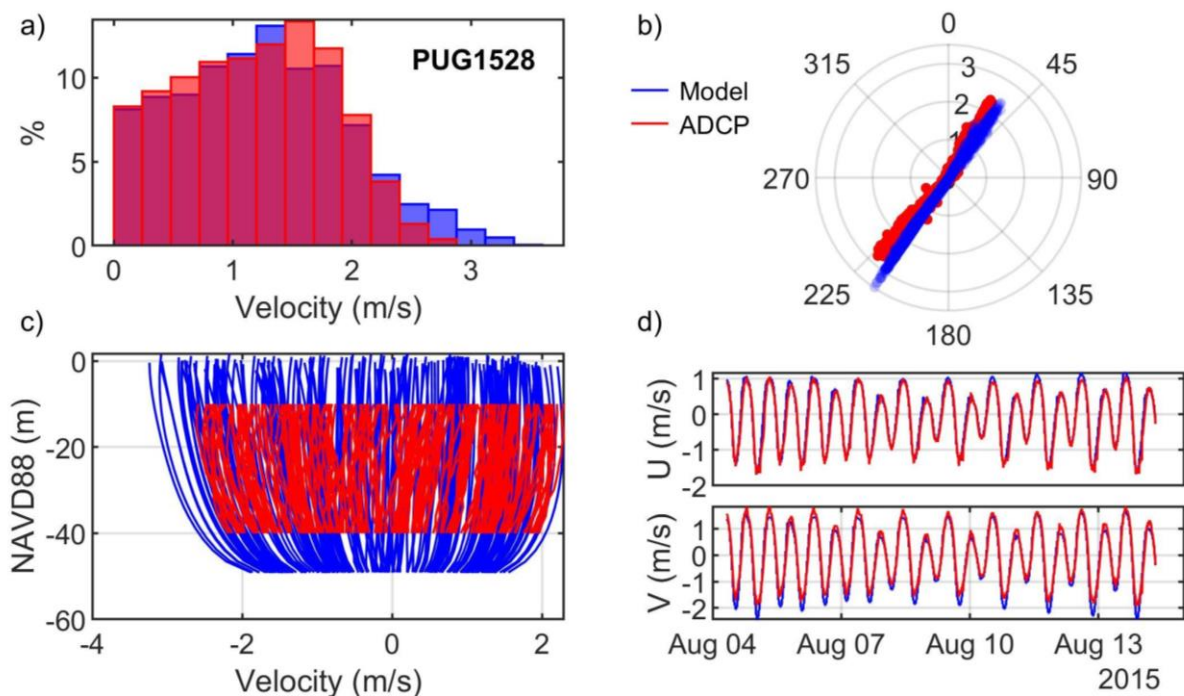 a)
PUG1528
10
5
0
%
0 1 2 3
Velocity (m/s)
b)
Model
ADCP
0
45
90
135
180
225
270
315
3
2
1
c)
0
-20
-40
-60
NAVD88 (m)
-4 -2 0 2
Velocity (m/s)
d)
1
0
-2
U (m/s)
1
0
-1
-2
V (m/s)
Aug 04 Aug 07 Aug 10 Aug 13
2015